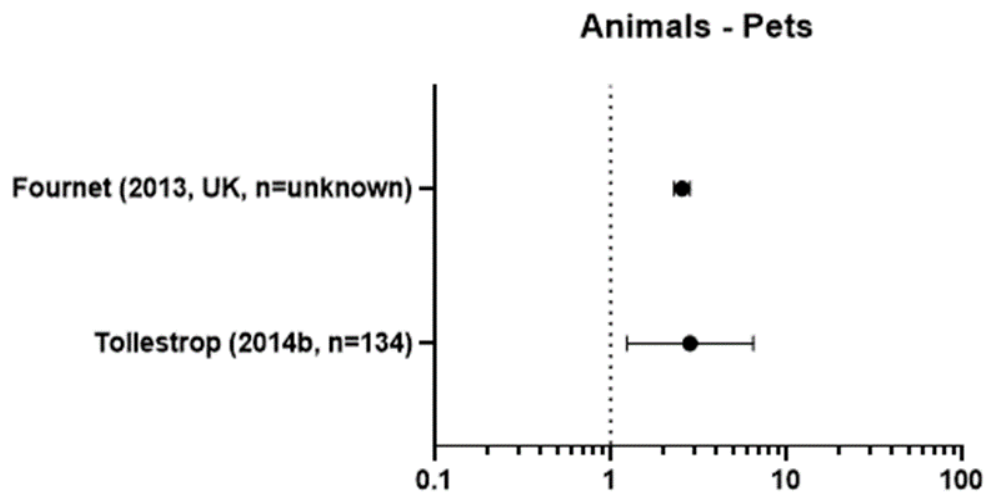 Animals - Pets
Fournet (2013, UK, n=unknown)
Tollestrop (2014b, n=134)
0.1 1 10 100